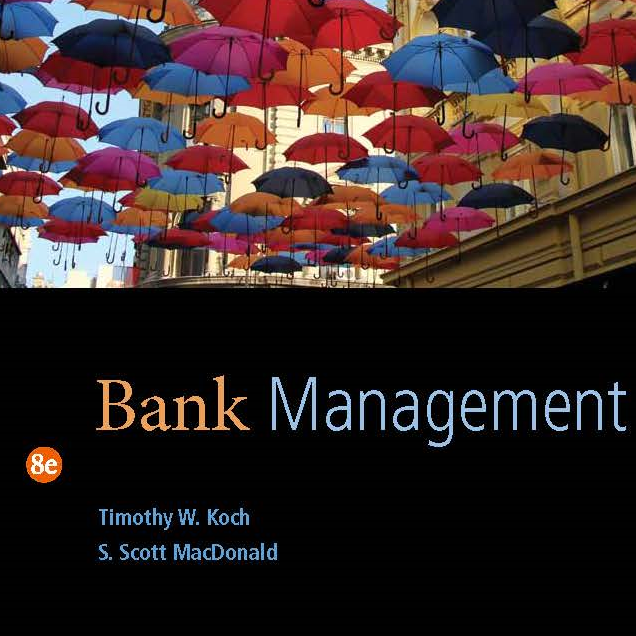 Bank Management
8e
Timothy W. Koch
S. Scott MacDonald